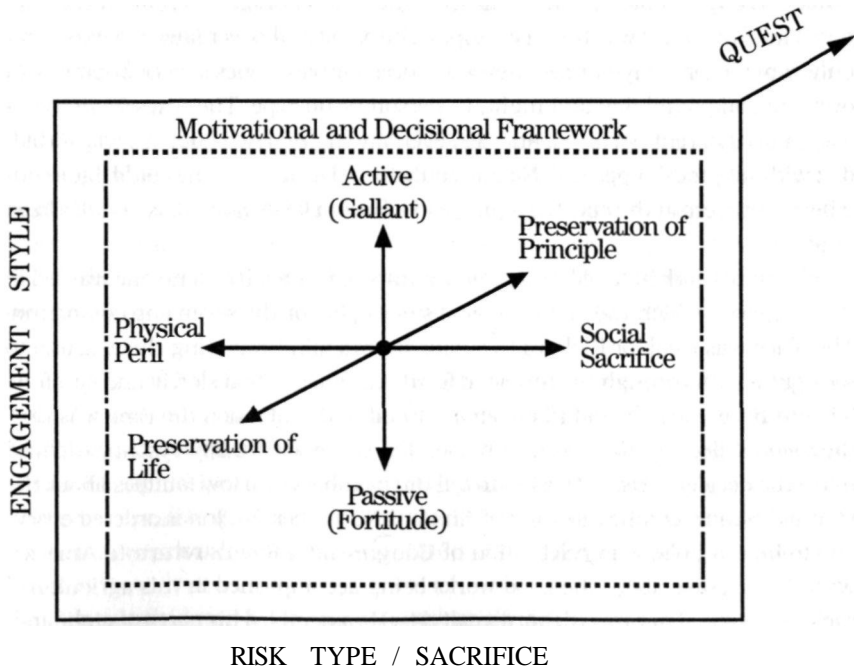 QUEST
Motivational and Decisional Framework
Active
(Gallant)
Preservation of
Principle
ENGAGEMENT STYLE
Physical
Peril
Social
Sacrifice
Preservation of
Life
Passive
(Fortitude)
RISK TYPE / SACRIFICE